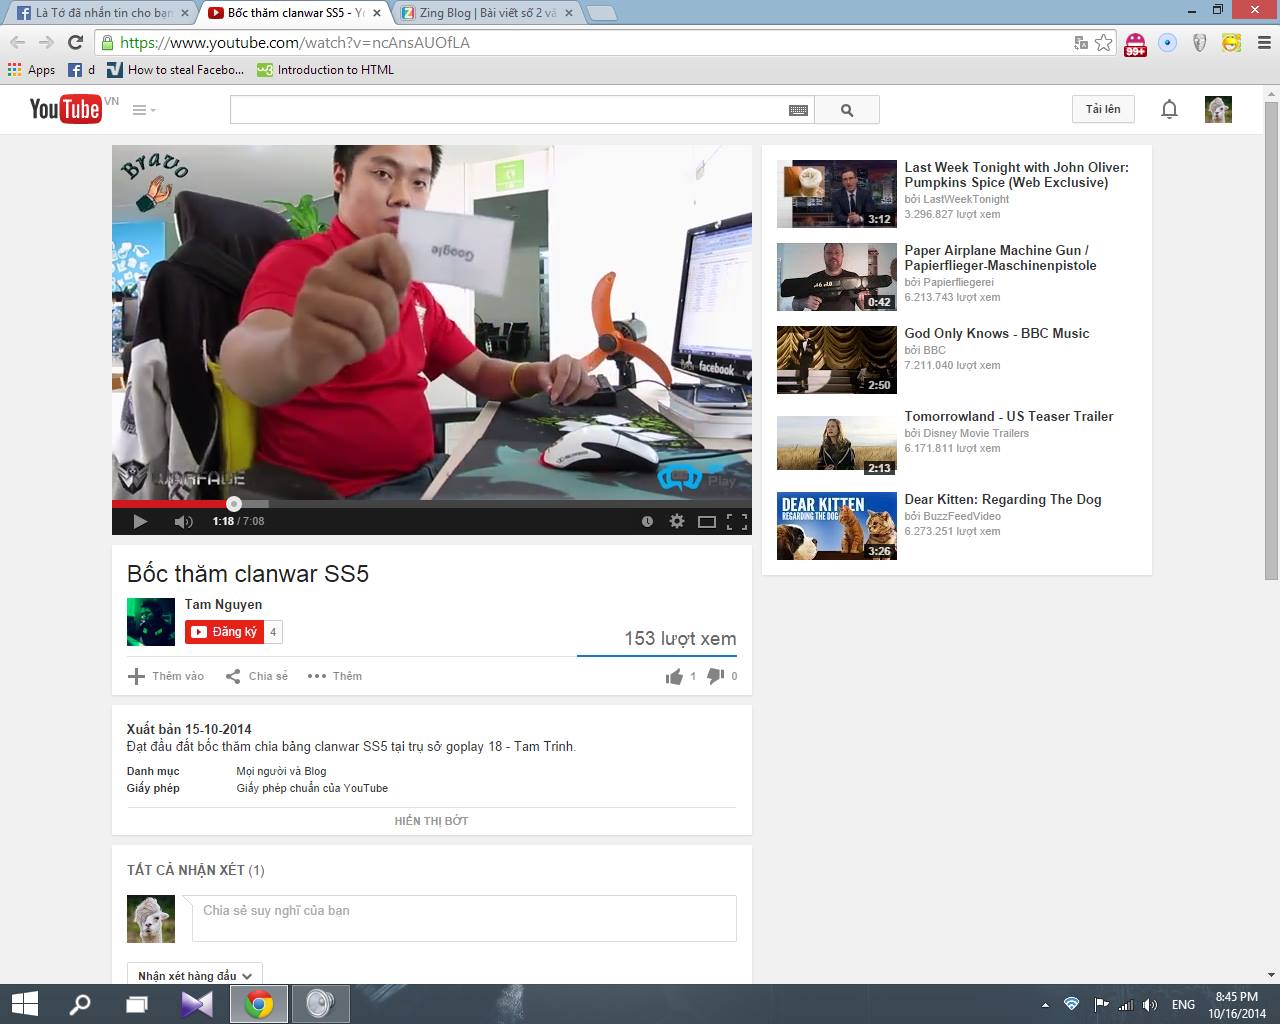 Là Tớ đã nhắn tin cho bạn
Bốc thăm clanwar SS5 - Yo
Zing Blog | Bài viết số 2 và
https://www.youtube.com/watch?v=ncAnsAUOfLA
99+
Apps
d
How to steal Facebo...
Introduction to HTML
YouTube VN
Tải lên
Bravo
Google
facebook
WARFACE
Play
1:18 / 7:08
Last Week Tonight with John Oliver:
Pumpkins Spice (Web Exclusive)
bởi LastWeekTonight
3.296.827 lượt xem
3:12
Paper Airplane Machine Gun /
Papierflieger-Maschinenpistole
bởi Papierfliegerei
6.213.743 lượt xem
0:42
God Only Knows - BBC Music
bởi BBC
7.211.040 lượt xem
2:50
Tomorrowland - US Teaser Trailer
bởi Disney Movie Trailers
6.171.811 lượt xem
2:13
Dear Kitten: Regarding The Dog
bởi BuzzFeedVideo
6.273.251 lượt xem
DEAR KITTEN
REGARDING THE DOG
3:26
Bốc thăm clanwar SS5
Tam Nguyen
Đăng ký 4
153 lượt xem
Thêm vào
Chia sẻ
Thêm
1
0
Xuất bản 15-10-2014
Đạt đầu đất bốc thăm chia bảng clanwar SS5 tại trụ sở goplay 18 - Tam Trinh.
Danh mục Mọi người và Blog
Giấy phép Giấy phép chuẩn của YouTube
HIỂN THỊ BỚT
TẤT CẢ NHẬN XÉT (1)
Chia sẻ suy nghĩ của bạn
Nhận xét hàng đầu
ENG
8:45 PM
10/16/2014